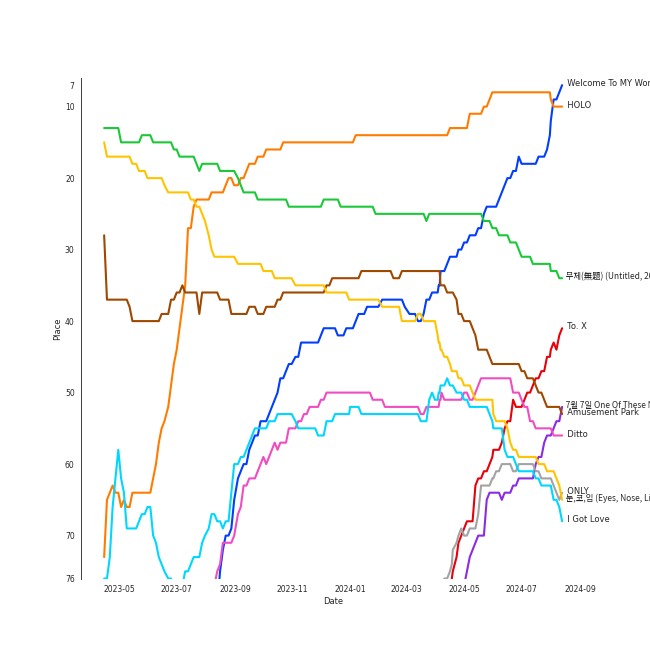 7
Welcome To MY Wor
10
HOLO
20
30
무제(無題) (Untitled, 20
40
To. X
Place
50
7월 7일 One Of These N
Amusement Park
Ditto
60
ONLY
눈,코,입 (Eyes, Nose, Li
I Got Love
70
76
2023-05
2023-07
2023-09
2023-11
2024-01
2024-03
2024-05
2024-07
2024-09
Date